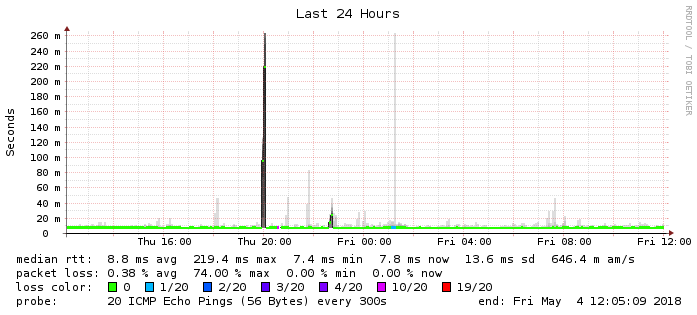 Last 24 Hours
RRDTOOL / TOBI OETIKER
Seconds
260 m
240 m
220 m
200 m
180 m
160 m
140 m
120 m
100 m
80 m
60 m
40 m
20 m
0
Thu 16:00 Thu 20:00 Fri 00:00 Fri 04:00 Fri 08:00 Fri 12:00
median rtt: 8.8 ms avg 219.4 ms max 7.4 ms min 7.8 ms now 13.6 ms sd 646.4 m am/s
packet loss: 0.38 % avg 74.00 % max 0.00 % min 0.00 % now
loss color: 0 1/20 2/20 3/20 4/20 10/20 19/20
probe: 20 ICMP Echo Pings (56 Bytes) every 300s end: Fri May 4 12:05:09 2018